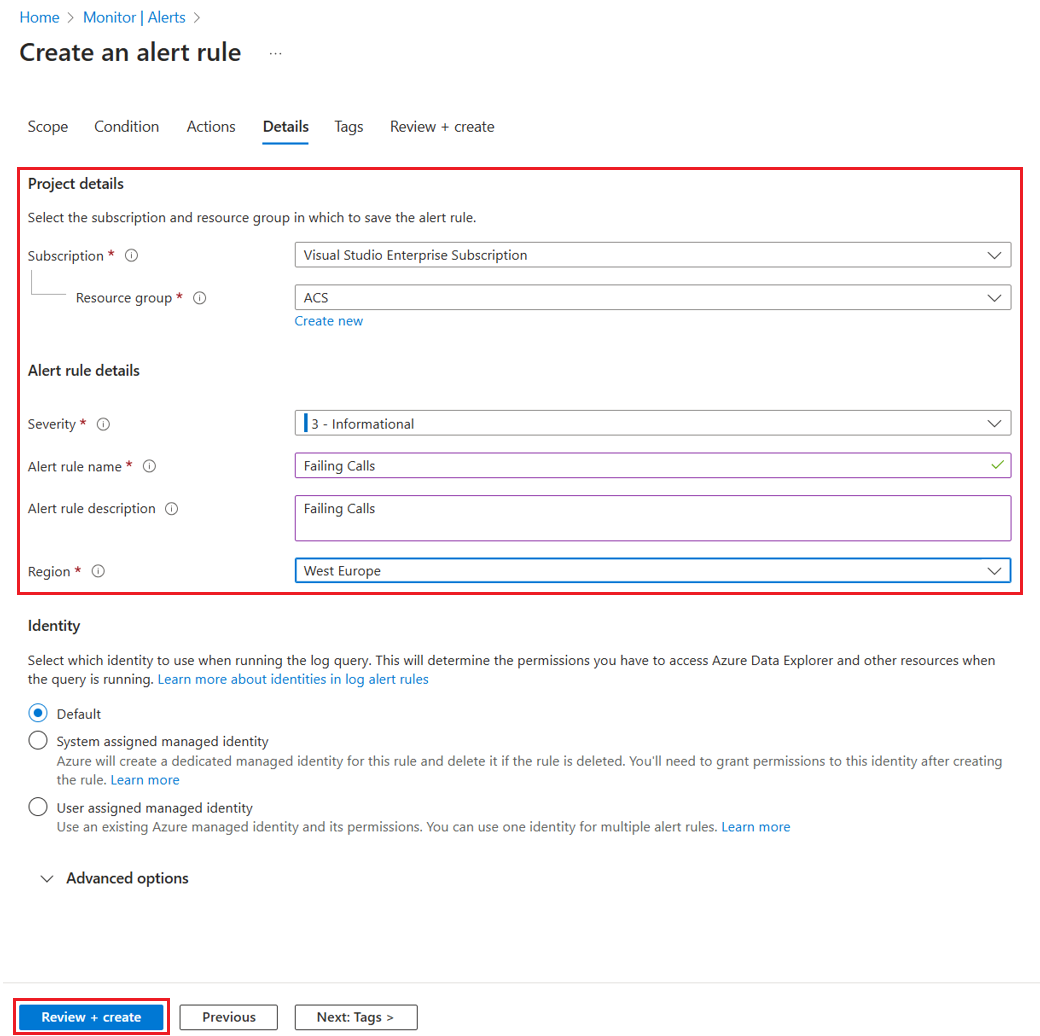 Home > Monitor | Alerts >
Create an alert rule ...
Scope Condition Actions Details Tags Review + create
Project details
Select the subscription and resource group in which to save the alert rule.
Subscription * Visual Studio Enterprise Subscription
Resource group * ACS
Create new
Alert rule details
Severity * 3 - Informational
Alert rule name * Failing Calls
Alert rule description Failing Calls
Region * West Europe
Identity
Select which identity to use when running the log query. This will determine the permissions you have to access Azure Data Explorer and other resources when
the query is running. Learn more about identities in log alert rules
Default
System assigned managed identity
Azure will create a dedicated managed identity for this rule and delete it if the rule is deleted. You'll need to grant permissions to this identity after creating
the rule. Learn more
User assigned managed identity
Use an existing Azure managed identity and its permissions. You can use one identity for multiple alert rules. Learn more
Advanced options
Review + create Previous Next: Tags >